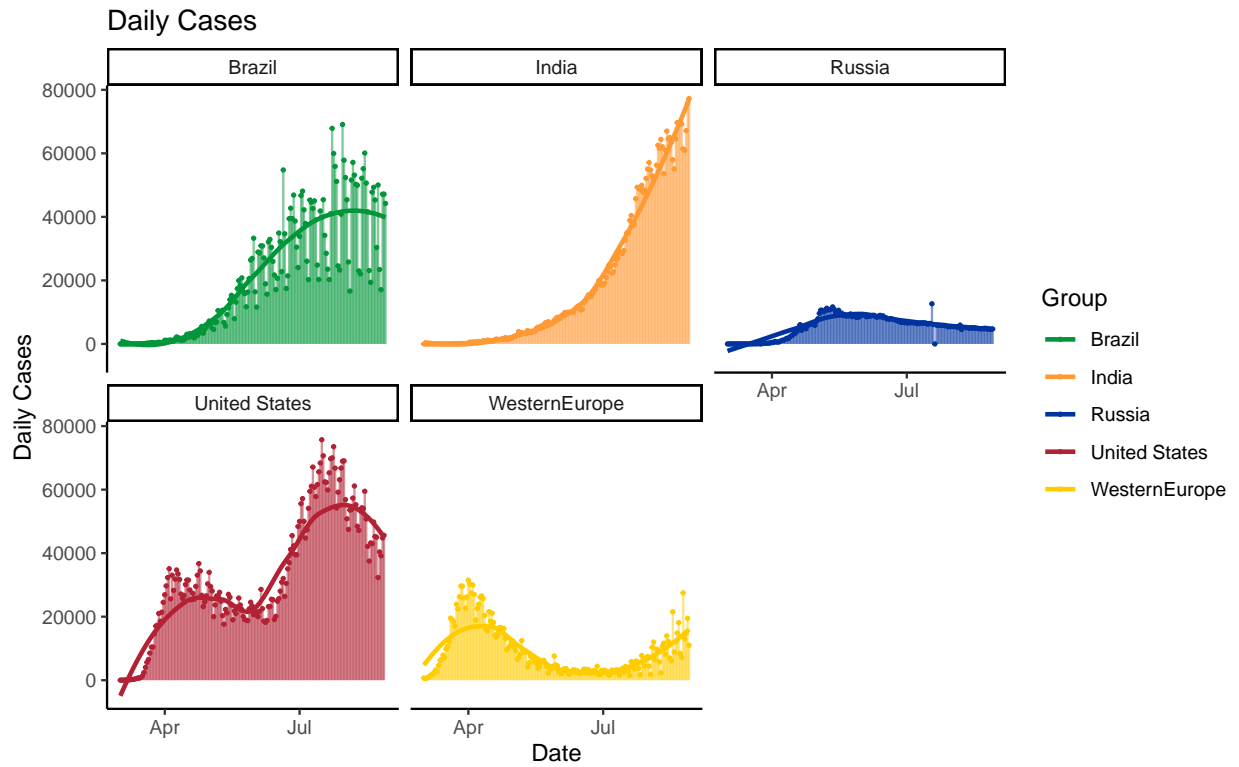 Daily Cases
Brazil
India
Russia
80000
60000
40000
20000
0
Apr
Jul
United States
WesternEurope
80000
60000
40000
20000
0
Apr
Jul
Apr
Jul
Daily Cases
Date
Group
Brazil
India
Russia
United States
WesternEurope